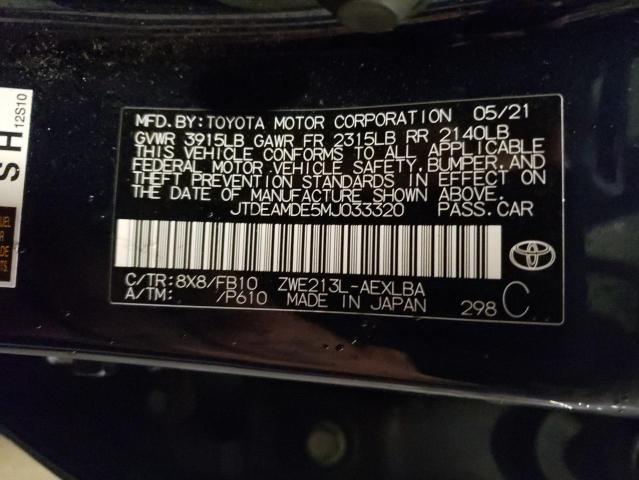 MFD.BY:TOYOTA MOTOR CORPORATION 05/21
GVWR 3915LB GAWR FR 2315LB RR 2140LB
THIS VEHICLE CONFORMS TO ALL APPLICABLE
FEDERAL MOTOR VEHICLE SAFETY,BUMPER,AND
THEFT PREVENTION STANDARDS IN EFFECT ON
THE DATE OF MANUFACTURE SHOWN ABOVE.
JTDEAMDE5MJ033320 PASS.CAR
C/TR:8X8/FB10 ZWE213L-AEXLBA
A/TM: /P610 MADE IN JAPAN 298 C
SH
12S10